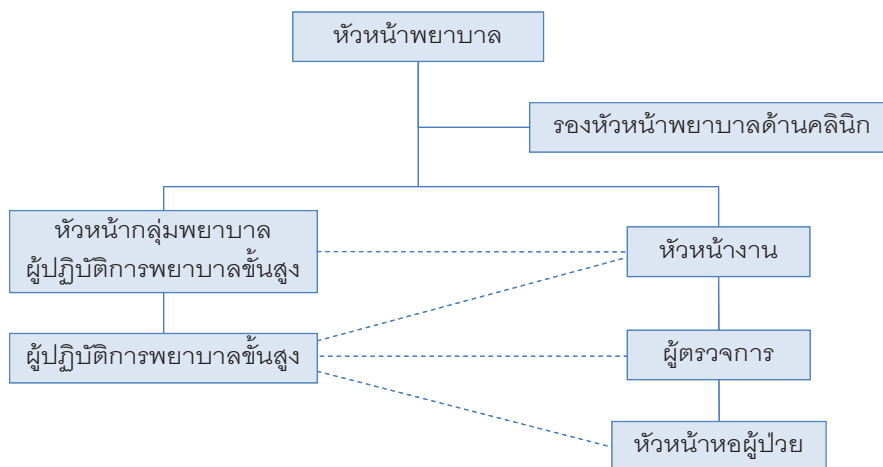 หัวหน้าพยาบาล
รองหัวหน้าพยาบาลด้านคลินิก
หัวหน้ากลุ่มพยาบาล
ผู้ปฏิบัติการพยาบาลขั้นสูง
หัวหน้างาน
ผู้ปฏิบัติการพยาบาลขั้นสูง
ผู้ตรวจการ
หัวหน้าหอผู้ป่วย